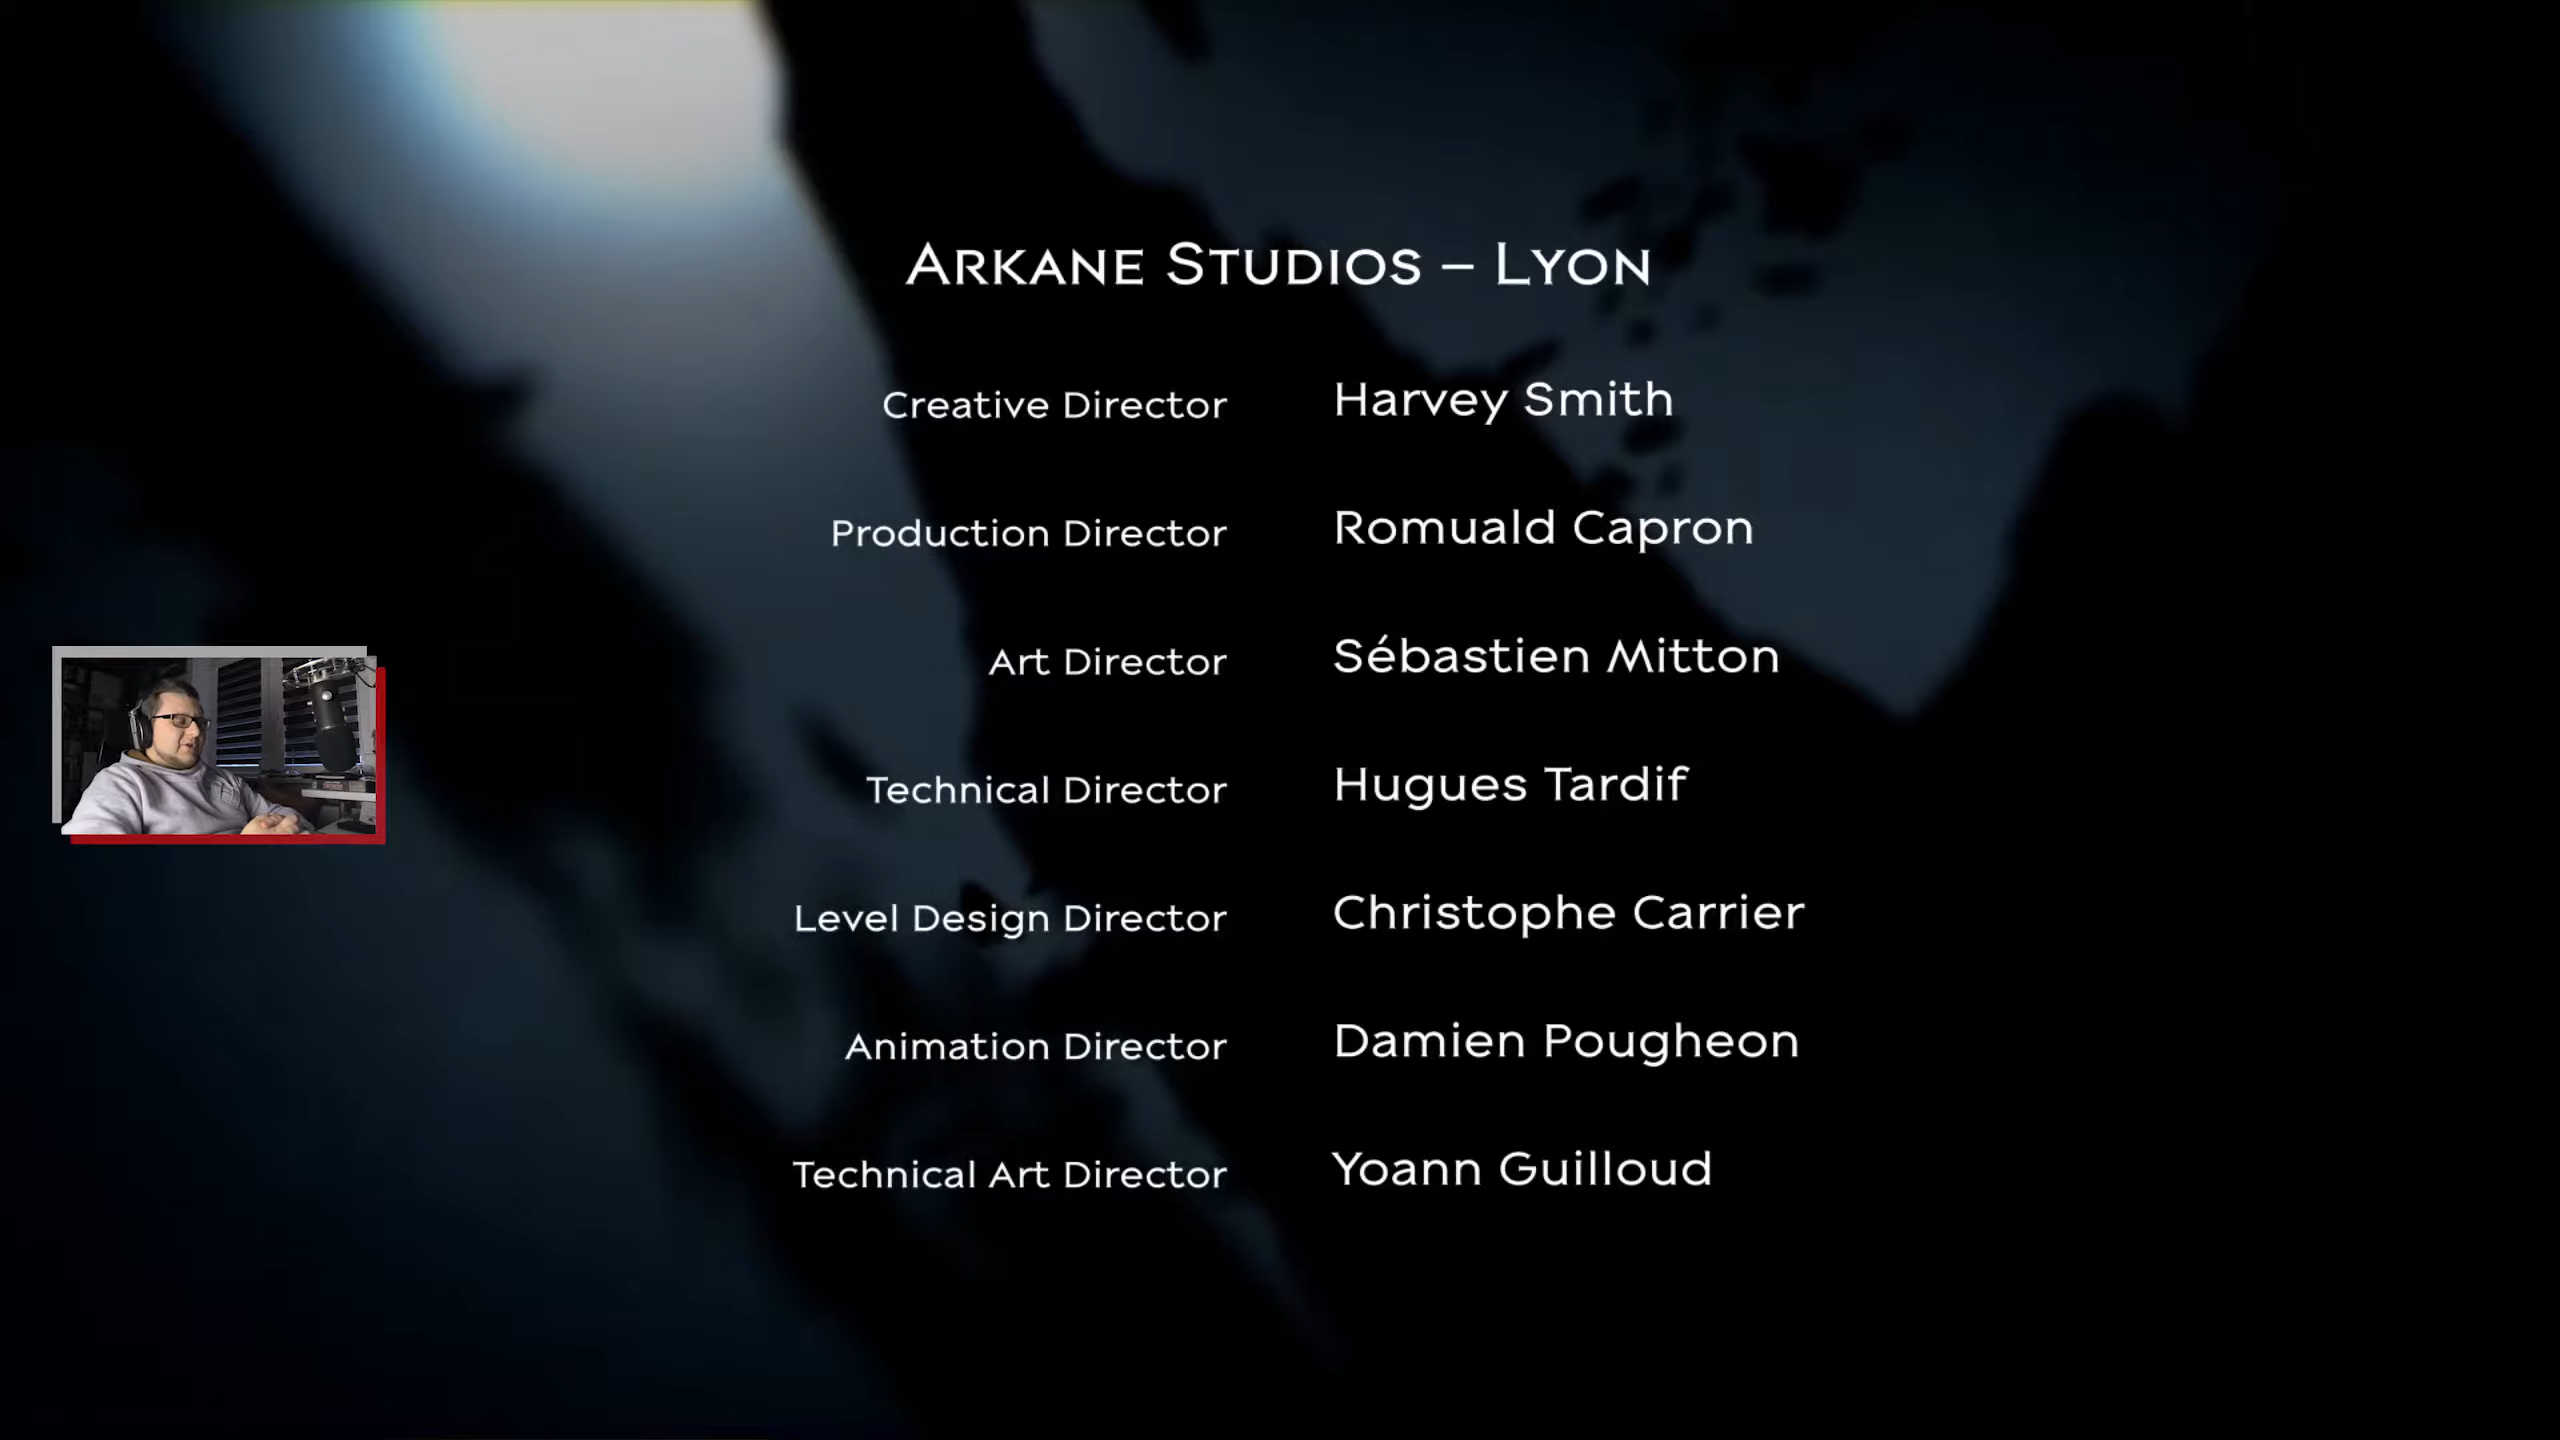 Arkane Studios – Lyon
Creative Director Harvey Smith
Production Director Romuald Capron
Art Director Sébastien Mitton
Technical Director Hugues Tardif
Level Design Director Christophe Carrier
Animation Director Damien Pougheon
Technical Art Director Yoann Guilloud